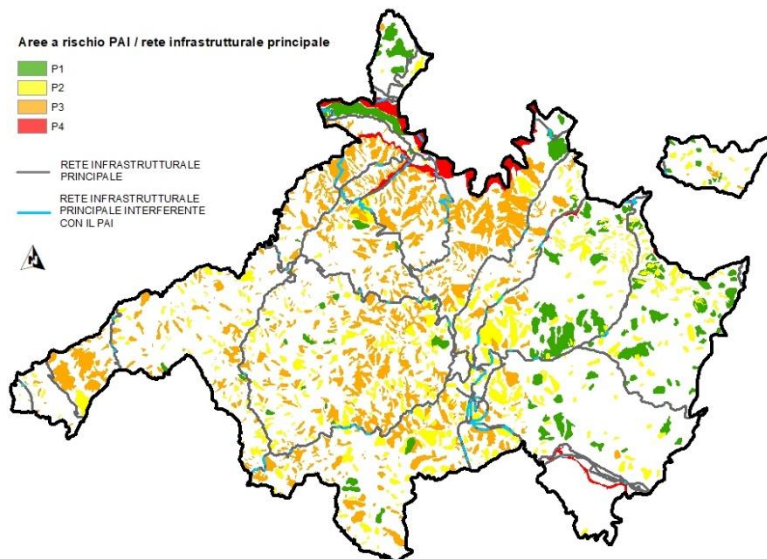 Aree a rischio PAI / rete infrastrutturale principale
P1
P2
P3
P4
RETE INFRASTRUTTURALE
PRINCIPALE
RETE INFRASTRUTTURALE
PRINCIPALE INTERFERENTE
CON IL PAI